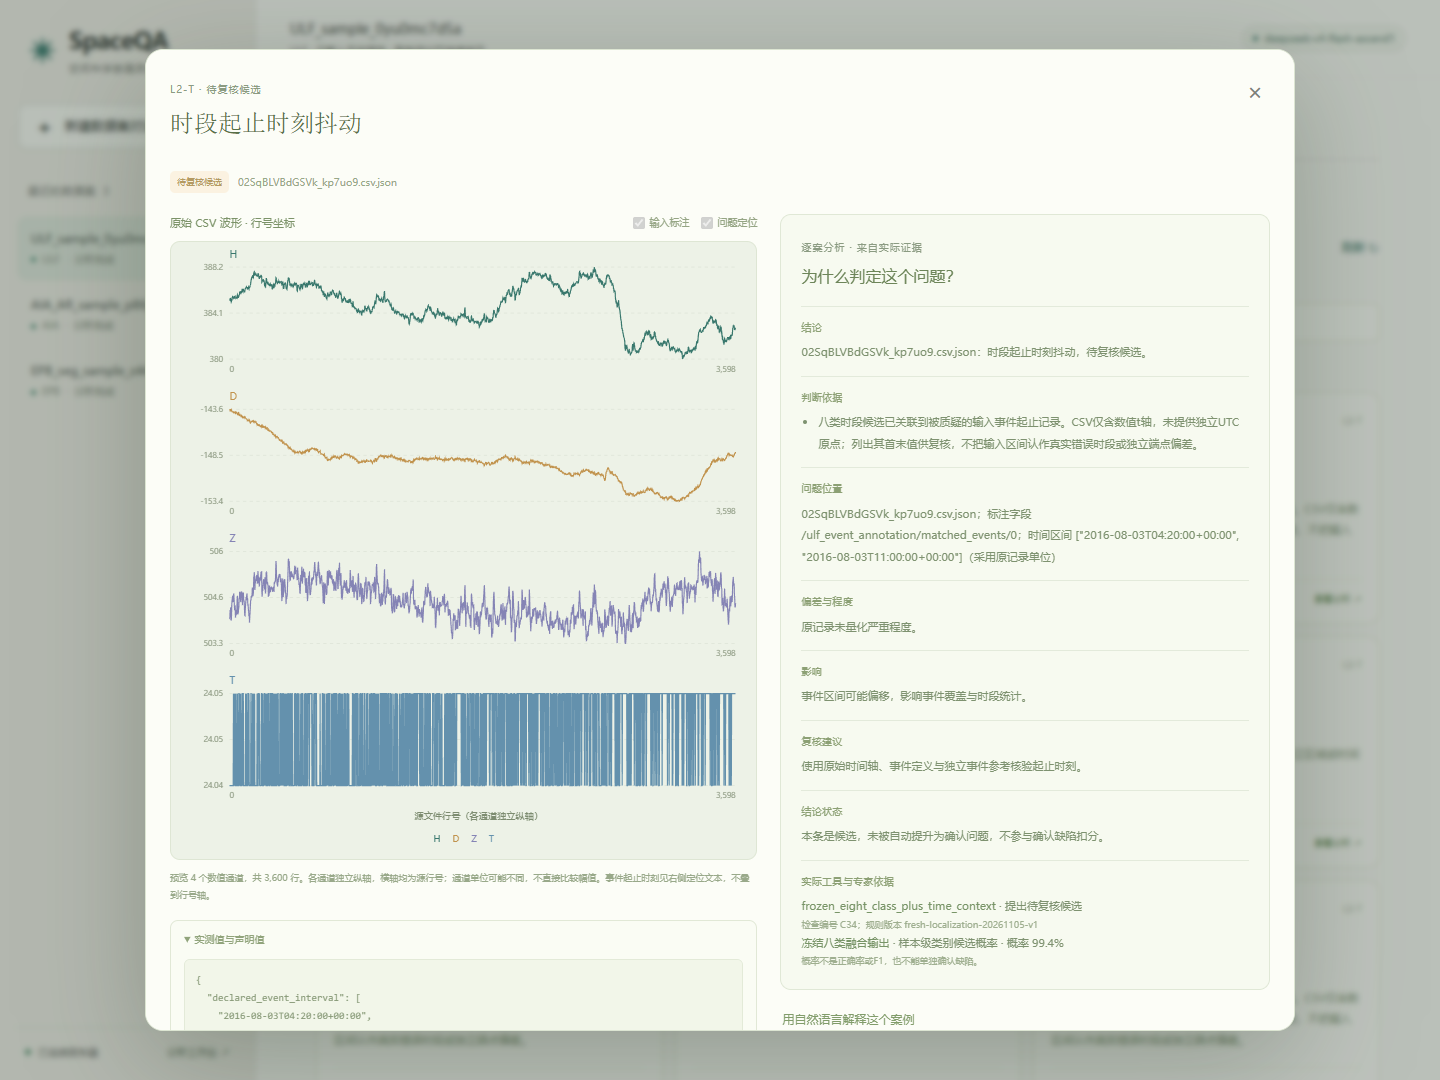 SpaceQA
ULF_sample_0ya9mc7d5a
L2-T · 待复核候选
×
时段起止时刻抖动
待复核候选
02SqBLVBdGSVk_kp7uo9.csv.json
原始 CSV 波形 · 行号坐标
输入标注
问题定位
H
388.2
384.1
380
0
3,598
D
-143.6
-148.5
-153.4
0
3,598
Z
506
504.6
503.3
0
3,598
T
24.05
24.05
24.04
0
3,598
源文件行号（各通道独立纵轴）
H D Z T
预览 4 个数值通道，共 3,600 行。各通道独立纵轴，横轴均为源行号；通道单位可能不同，不直接比较幅值。事件起止时刻见右侧定位文本，不叠
到行号轴。
▼ 实测值与声明值
{
"declared_event_interval": [
"2016-08-03T04:20:00+00:00",
逐案分析 · 来自实际证据
为什么判定这个问题？
结论
02SqBLVBdGSVk_kp7uo9.csv.json：时段起止时刻抖动，待复核候选。
判断依据
• 八类时段候选已关联到被质疑的输入事件起止记录。CSV仅含数值t轴，未提供独立UTC
原点；列出其首末值供复核，不把输入区间认作真实错误时段或独立端点偏差。
问题位置
02SqBLVBdGSVk_kp7uo9.csv.json；标注字段
/ulf_event_annotation/matched_events/0；时间区间 ["2016-08-03T04:20:00+00:00",
"2016-08-03T11:00:00+00:00"]（采用原记录单位）
偏差与程度
原记录未量化严重程度。
影响
事件区间可能偏移，影响事件覆盖与时段统计。
复核建议
使用原始时间轴、事件定义与独立事件参考核验起止时刻。
结论状态
本条是候选，未被自动提升为确认问题，不参与确认缺陷扣分。
实际工具与专家依据
frozen_eight_class_plus_time_context · 提出待复核候选
检查编号 C34；规则版本 fresh-localization-20261105-v1
冻结八类融合输出 · 样本级类别候选概率 · 概率 99.4%
概率不是正确率或F1，也不能单独确认缺陷。
用自然语言解释这个案例